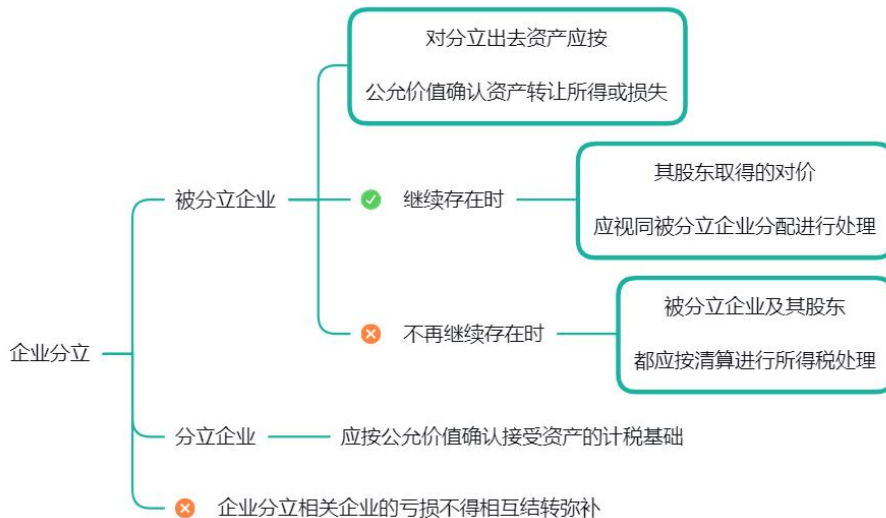 对分立出去资产应按
公允价值确认资产转让所得或损失
其股东取得的对价
被分立企业
继续存在时
应视同被分立企业分配进行处理
被分立企业及其股东
不再继续存在时
企业分立
都应按清算进行所得税处理
分立企业
应按公允价值确认接受资产的计税基础
企业分立相关企业的亏损不得相互结转弥补